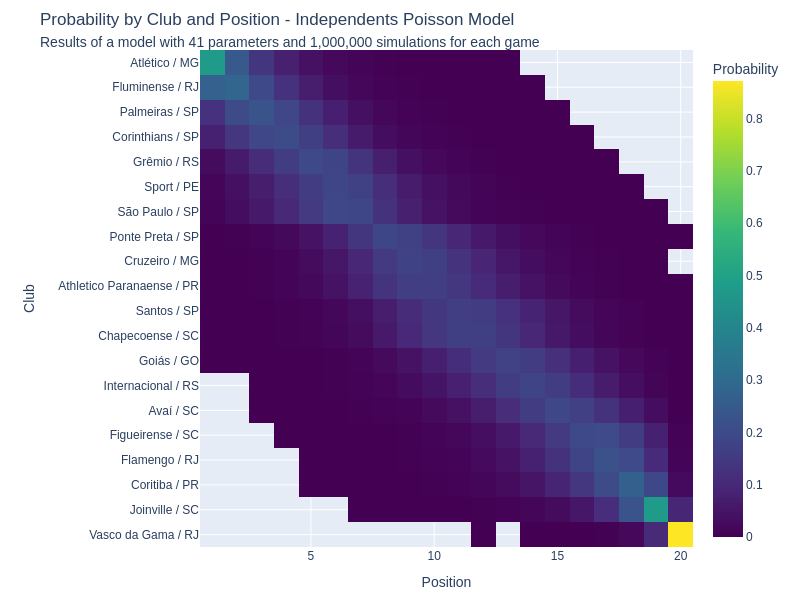 Probability by Club and Position - Independents Poisson Model
Results of a model with 41 parameters and 1,000,000 simulations for each game
Probability
Club
Atlético / MG
Fluminense / RJ
Palmeiras / SP
Corinthians / SP
Grêmio / RS
Sport / PE
São Paulo / SP
Ponte Preta / SP
Cruzeiro / MG
Athletico Paranaense / PR
Santos / SP
Chapecoense / SC
Goiás / GO
Internacional / RS
Avaí / SC
Figueirense / SC
Flamengo / RJ
Coritiba / PR
Joinville / SC
Vasco da Gama / RJ
0.8
0.7
0.6
0.5
0.4
0.3
0.2
0.1
0
5 10 15 20
Position